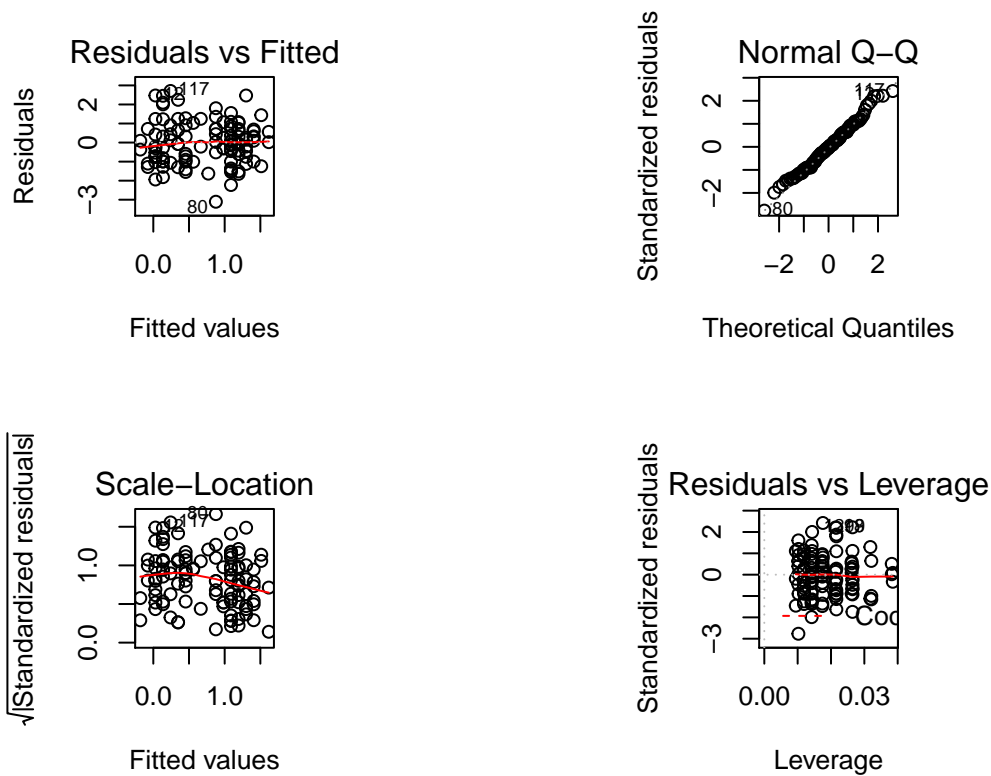 Residuals vs Fitted
Residuals
2
0
−3
117
80
0.0 1.0
Fitted values
Normal Q−Q
Standardized residuals
2
0
−2
117
80
−2 0 2
Theoretical Quantiles
Scale−Location
√|Standardized residuals|
1.0
0.0
80
117
0.0 1.0
Fitted values
Residuals vs Leverage
Standardized residuals
2
0
−3
0.00 0.03
Leverage